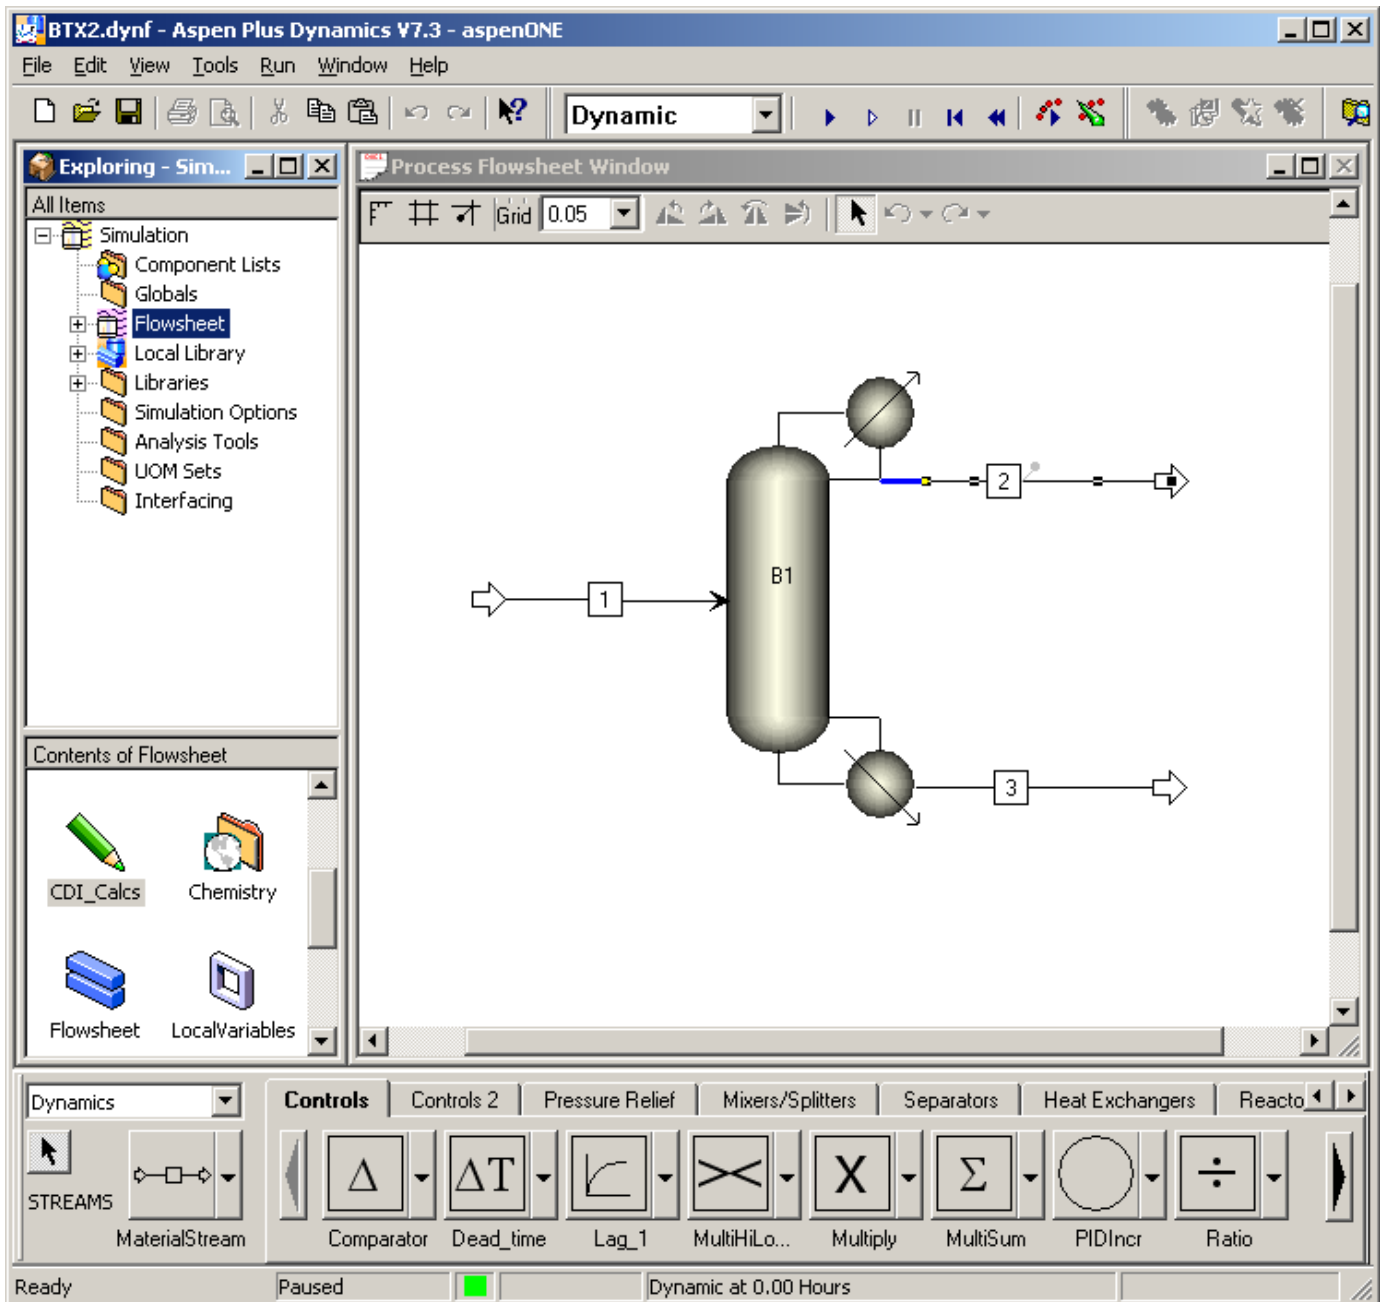 BTX2.dynf - Aspen Plus Dynamics V7.3 - aspenONE
File Edit View Tools Run Window Help
Dynamic
Exploring - Sim...
Process Flowsheet Window
All Items
Grid 0.05
Simulation
Component Lists
Globals
Flowsheet
Local Library
Libraries
Simulation Options
Analysis Tools
UOM Sets
Interfacing
2
B1
1
3
Contents of Flowsheet
CDI_Calcs Chemistry
Flowsheet LocalVariables
Dynamics
Controls Controls 2 Pressure Relief Mixers/Splitters Separators Heat Exchangers Reacto
Δ ΔT X Σ ÷
STREAMS
MaterialStream Comparator Dead_time Lag_1 MultiHiLo... Multiply MultiSum PIDIncr Ratio
Ready Paused Dynamic at 0.00 Hours